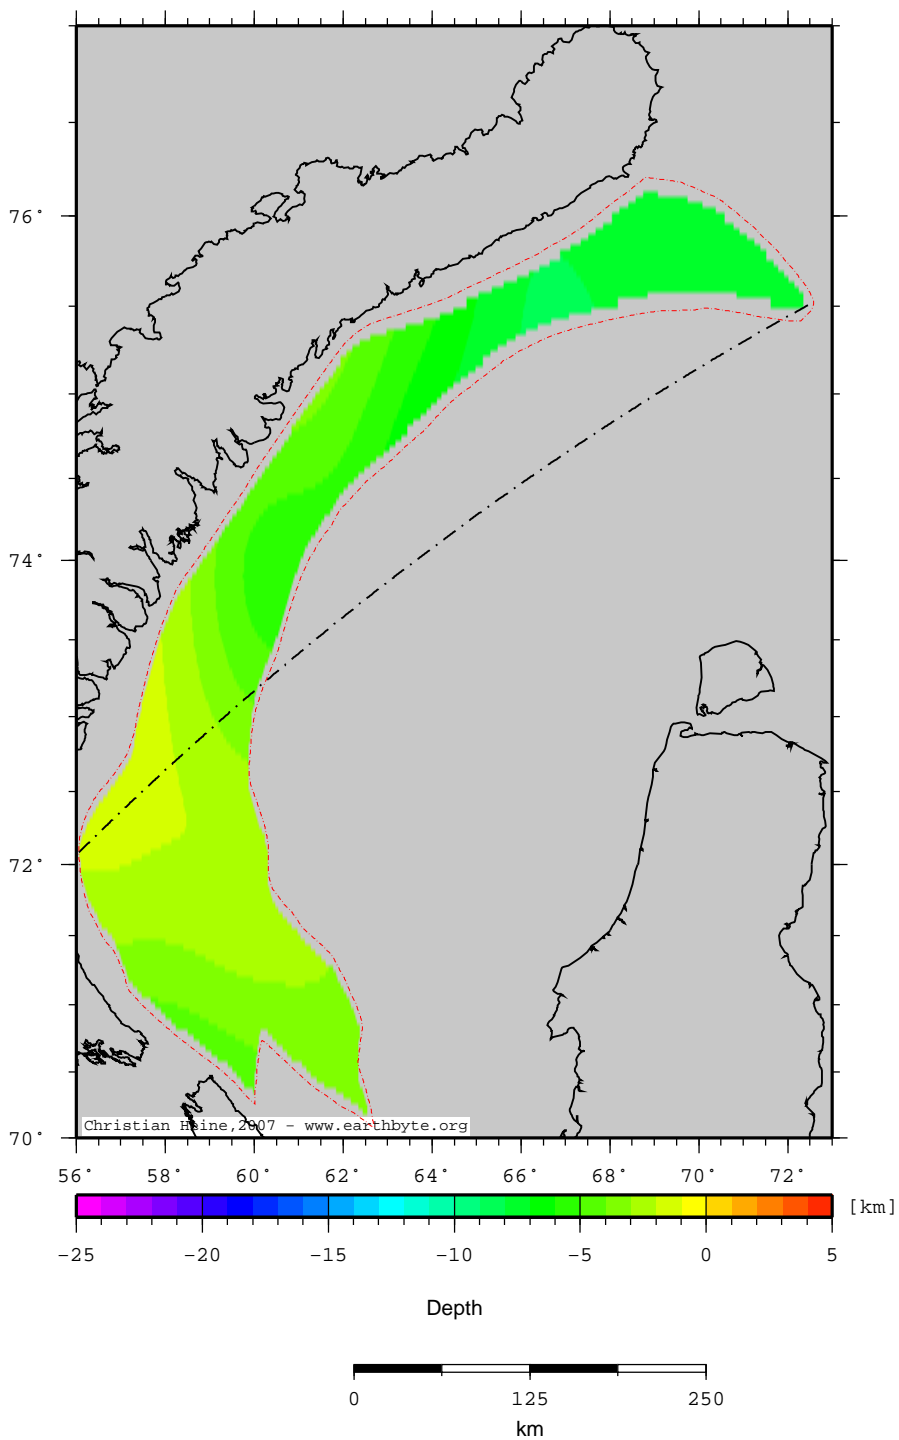 76°
74°
72°
70°
Christian Heine,2007 - www.earthbyte.org
56° 58° 60° 62° 64° 66° 68° 70° 72°
[km]
−25 −20 −15 −10 −5 0 5
Depth
0 125 250
km